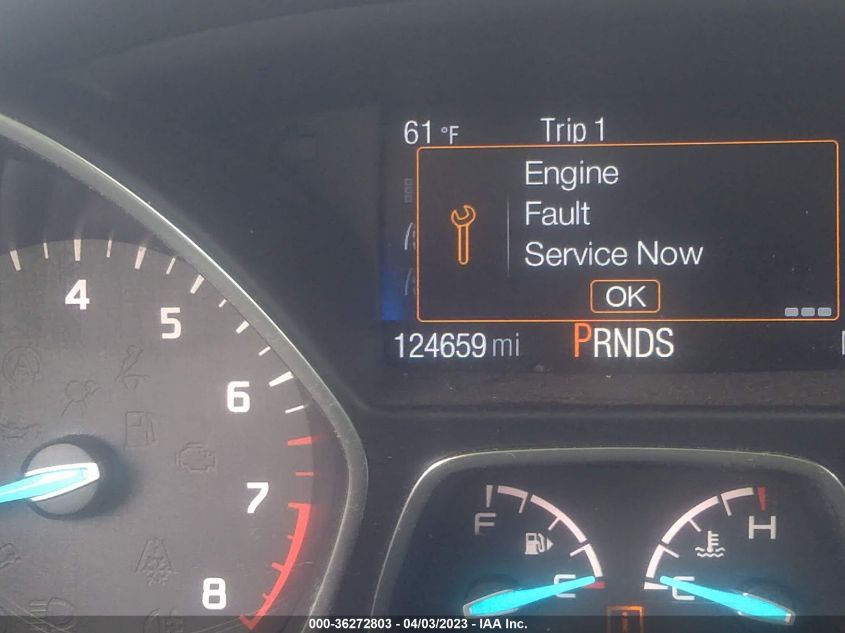 61 °F
Trip 1
Engine
Fault
Service Now
OK
124659 mi
PRNDS
4
5
6
7
8
F
E
H
C
000-36272803 - 04/03/2023 - IAA Inc.